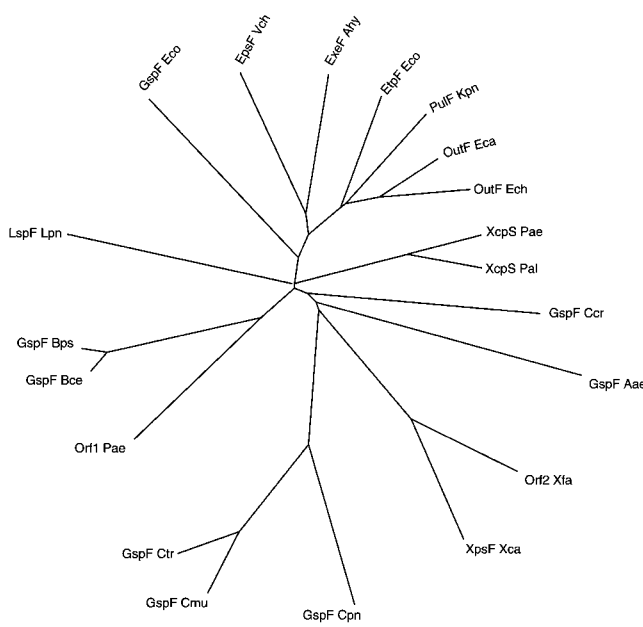 GspF Eco
EpsF Vch
ExeF Ahy
EtpF Eco
PulF Kpn
OutF Eca
OutF Ech
XcpS Pae
XcpS Pal
LspF Lpn
GspF Ccr
GspF Bps
GspF Bce
GspF Aae
Orf1 Pae
Orf2 Xfa
XpsF Xca
GspF Ctr
GspF Cmu
GspF Cpn